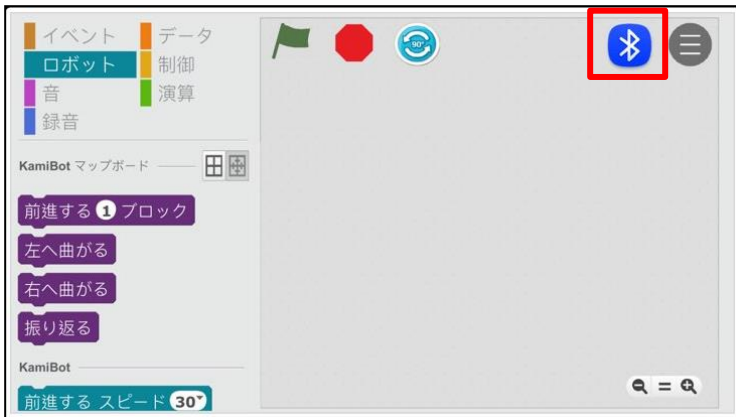 イベント データ
ロボット 制御
音 演算
録音
90°
KamiBot マップボード
前進する 1 ブロック
左へ曲がる
右へ曲がる
振り返る
KamiBot
前進する スピード 30